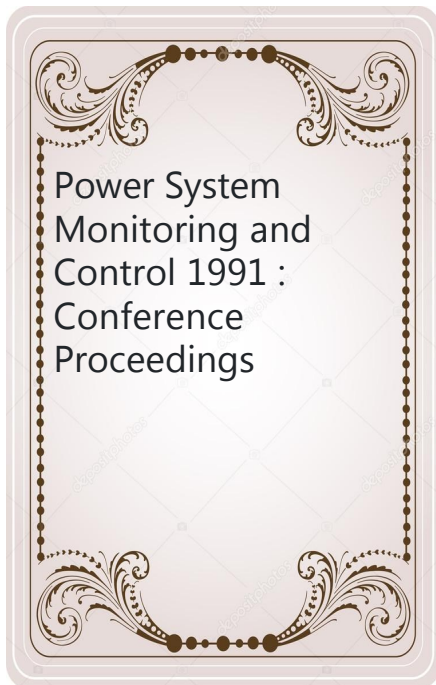 Power System
Monitoring and
Control 1991 :
Conference
Proceedings